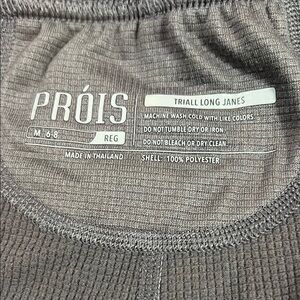 PRÓIS
M 6-8
REG
MADE IN THAILAND
TRIALL LONG JANES
MACHINE WASH COLD WITH LIKE COLORS
DO NOT TUMBLE DRY OR IRON
DO NOT BLEACH OR DRY CLEAN
SHELL: 100% POLYESTER